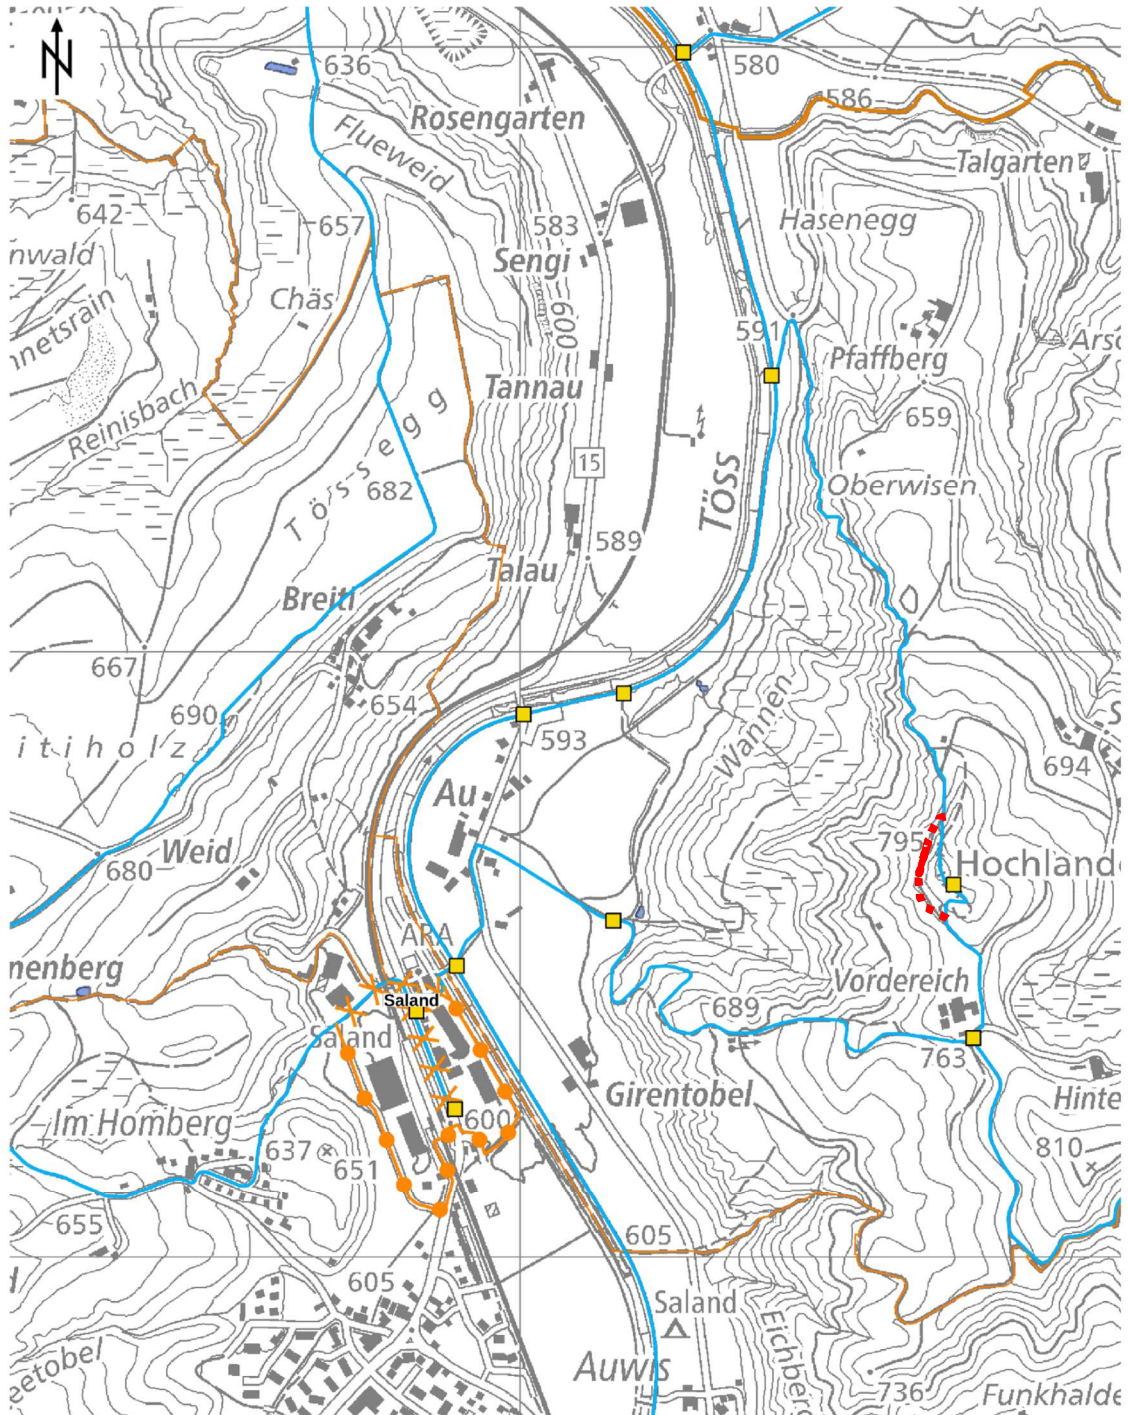 N
636
580
586
Rosengarten
Flueweid
Talgarten
642
657
583
Hasenegg
nwald
Sengi
Chäs
600
591
nnetsrain
Pfaffberg
Arsc
Tannau
Reinisbach
659
15
Tössegg
682
Töss
Oberwisen
589
Talau
Breiti
667
654
690
593
Wannen
itiholz
694
Au
795
Weid
680
Hochlande
ARA
nenberg
Vordereich
Saland
689
Saland
763
Girentobel
Hinte
Im Homberg
600
637
651
810
655
605
605
Saland
Eichberg
eetobel
Auwis
736
Funkhalde